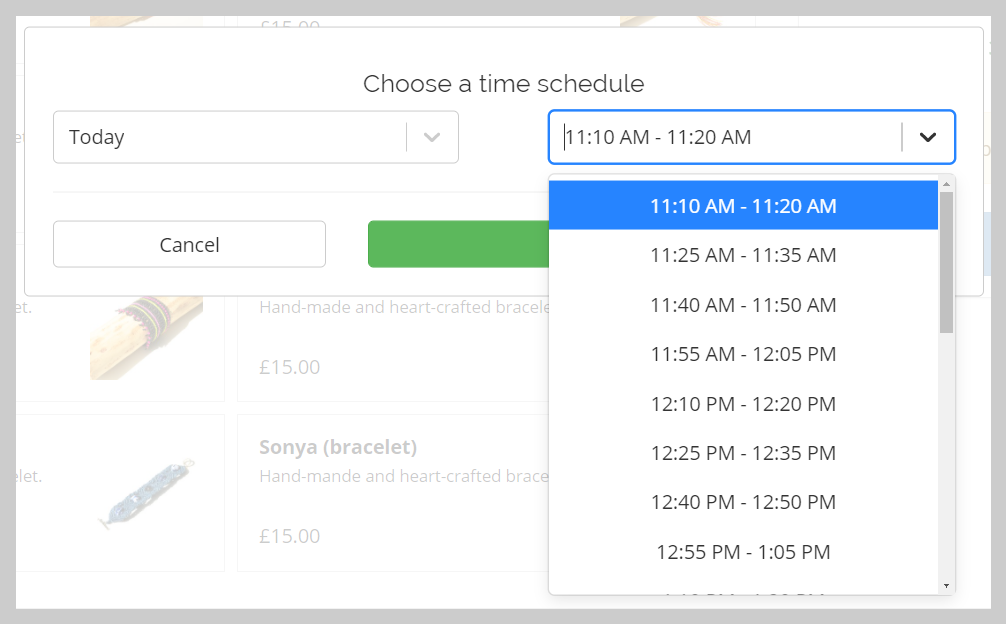 £15.00
Choose a time schedule
Today
11:10 AM - 11:20 AM
11:10 AM - 11:20 AM
11:25 AM - 11:35 AM
11:40 AM - 11:50 AM
11:55 AM - 12:05 PM
12:10 PM - 12:20 PM
12:25 PM - 12:35 PM
12:40 PM - 12:50 PM
12:55 PM - 1:05 PM
Cancel
et.
Hand-made and heart-crafted bracele
£15.00
Sonya (bracelet)
elet.
Hand-mande and heart-crafted brace
£15.00